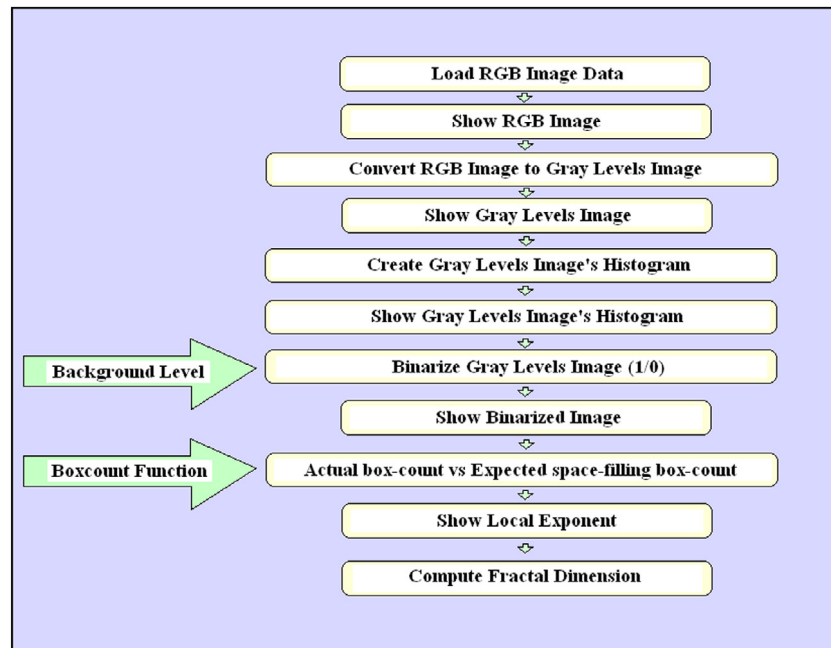 Load RGB Image Data
Show RGB Image
Convert RGB Image to Gray Levels Image
Show Gray Levels Image
Create Gray Levels Image's Histogram
Show Gray Levels Image's Histogram
Background Level
Binarize Gray Levels Image (1/0)
Show Binarized Image
Boxcount Function
Actual box-count vs Expected space-filling box-count
Show Local Exponent
Compute Fractal Dimension